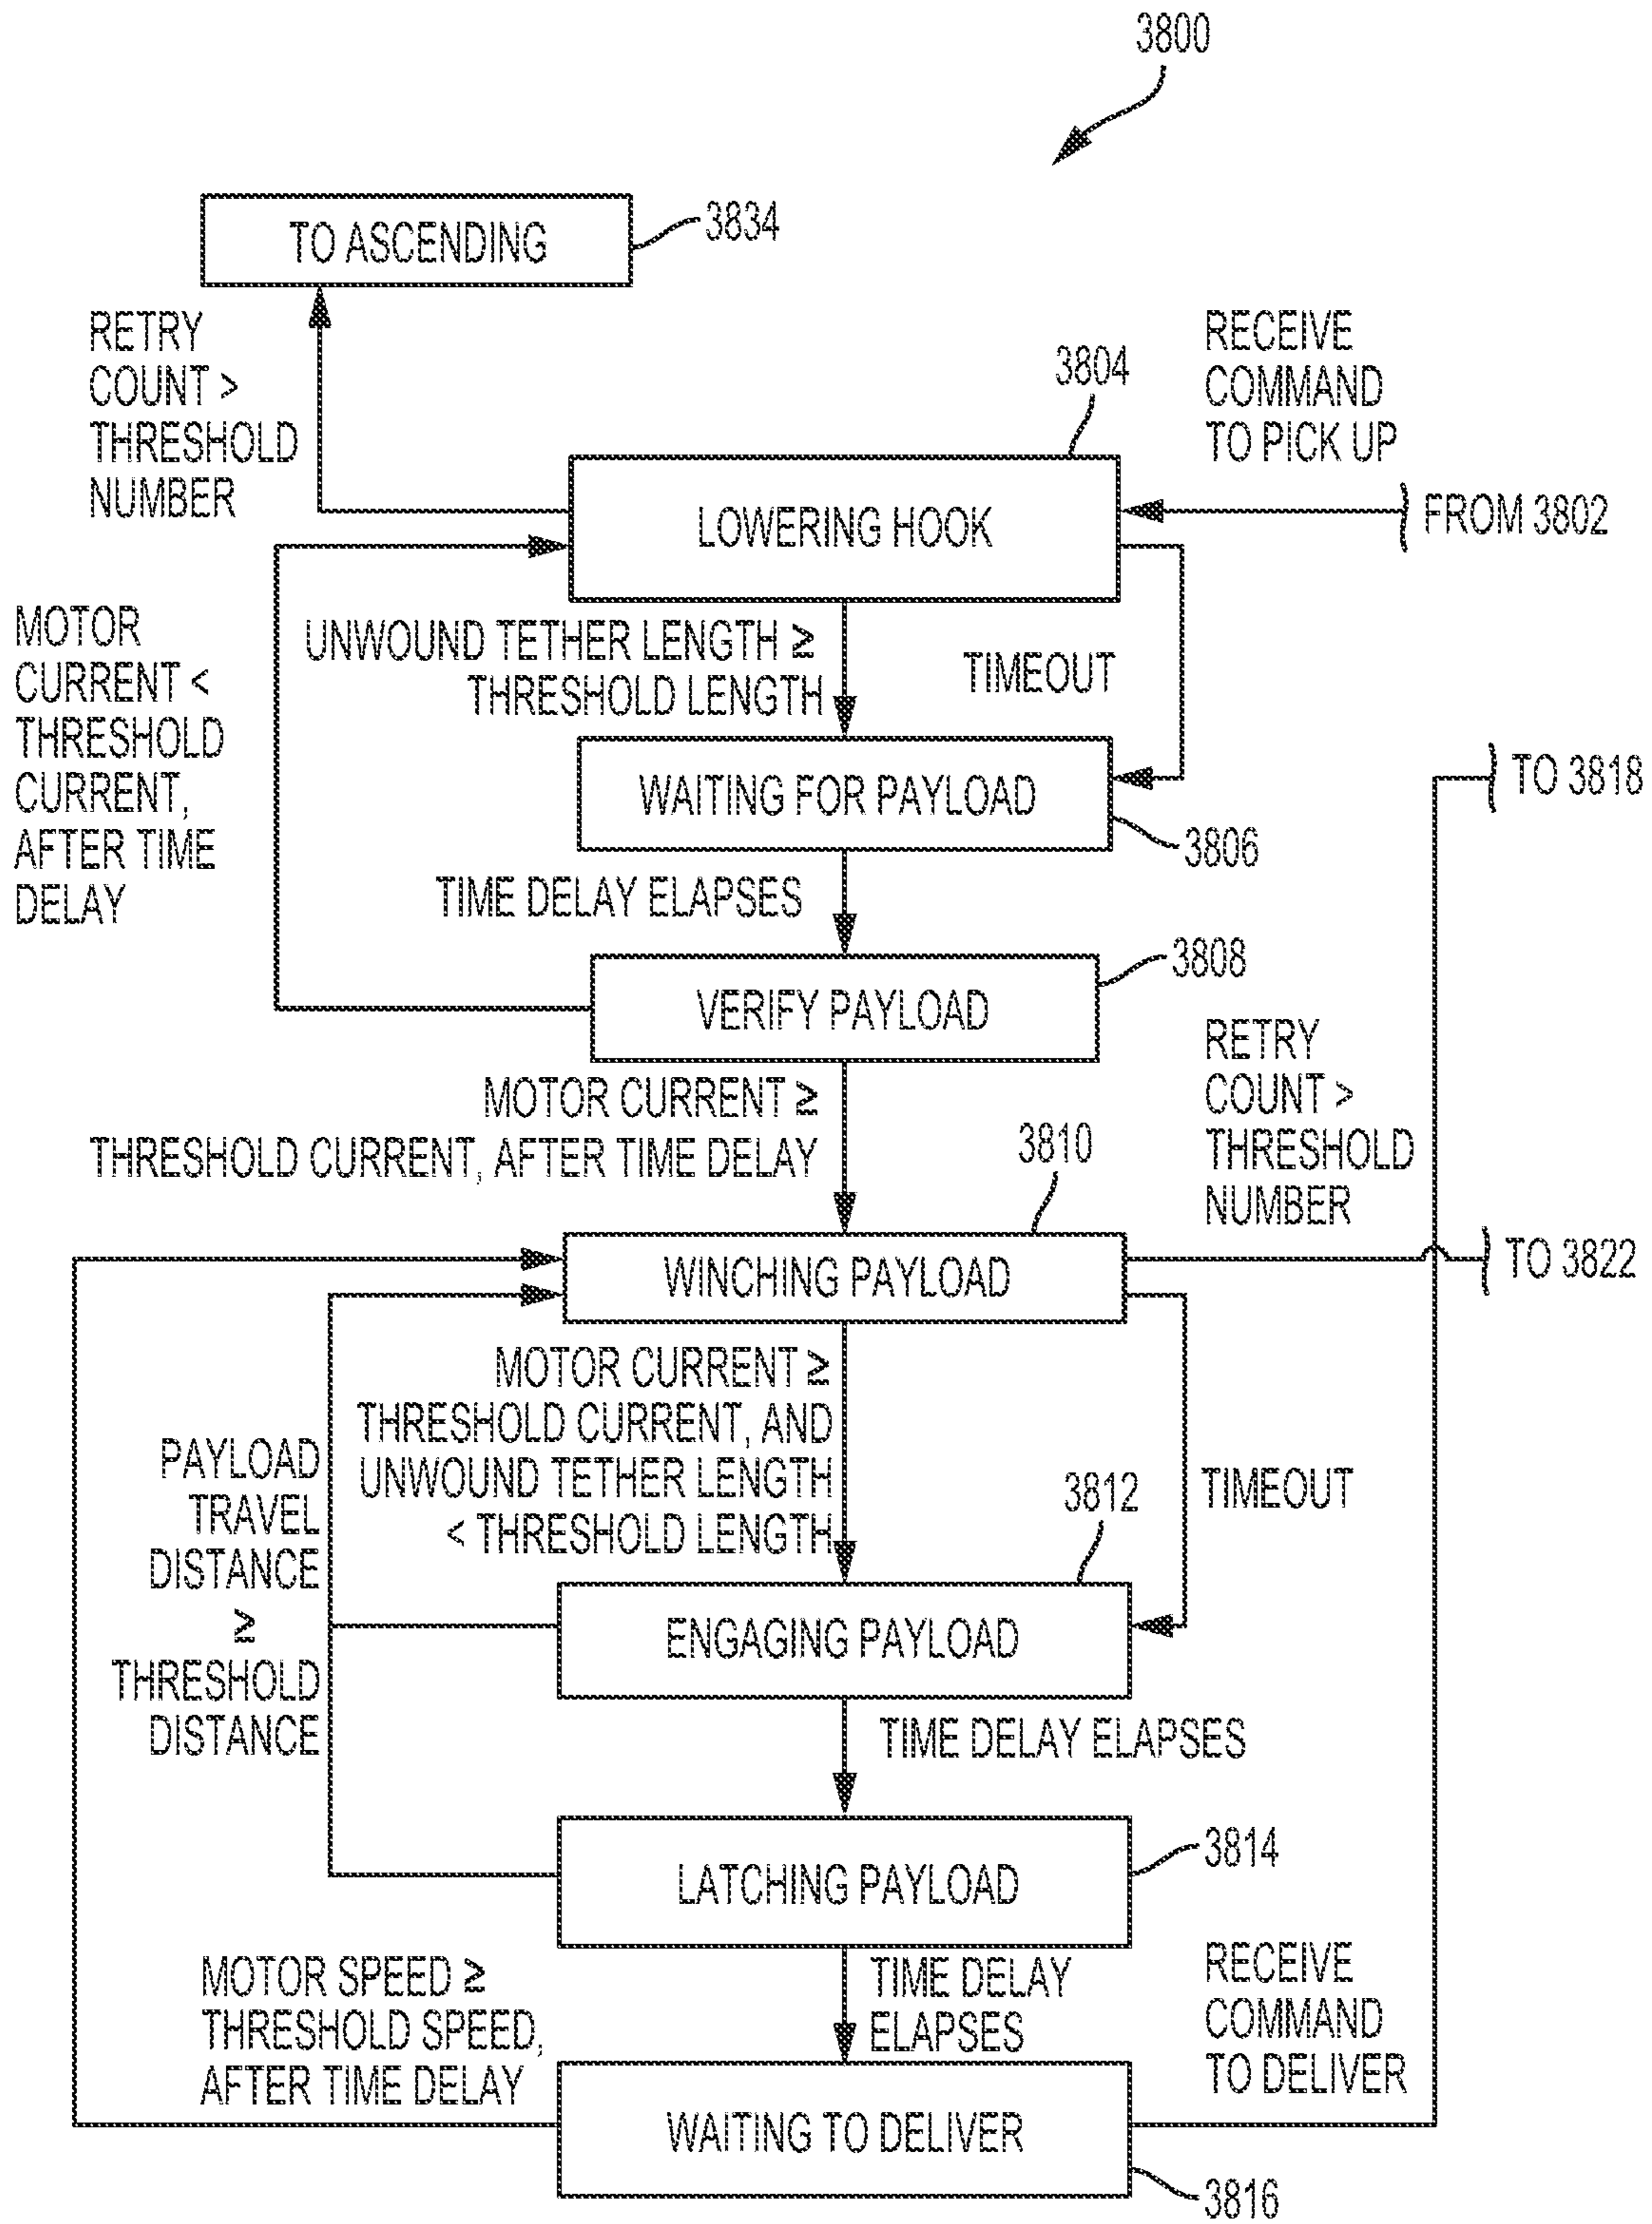 3800
TO ASCENDING
3834
RETRY
COUNT >
THRESHOLD
NUMBER
3804
RECEIVE
COMMAND
TO PICK UP
LOWERING HOOK
FROM 3802
MOTOR
CURRENT <
THRESHOLD
CURRENT,
AFTER TIME
DELAY
UNWOUND TETHER LENGTH ≥
THRESHOLD LENGTH
TIMEOUT
WAITING FOR PAYLOAD
3806
TO 3818
TIME DELAY ELAPSES
3808
VERIFY PAYLOAD
RETRY
COUNT >
THRESHOLD
NUMBER
MOTOR CURRENT ≥
THRESHOLD CURRENT, AFTER TIME DELAY
3810
WINCHING PAYLOAD
TO 3822
MOTOR CURRENT ≥
THRESHOLD CURRENT, AND
UNWOUND TETHER LENGTH
< THRESHOLD LENGTH
PAYLOAD
TRAVEL
DISTANCE
≥
THRESHOLD
DISTANCE
3812
TIMEOUT
ENGAGING PAYLOAD
TIME DELAY ELAPSES
LATCHING PAYLOAD
3814
MOTOR SPEED ≥
THRESHOLD SPEED,
AFTER TIME DELAY
TIME DELAY
ELAPSES
RECEIVE
COMMAND
TO DELIVER
WAITING TO DELIVER
3816